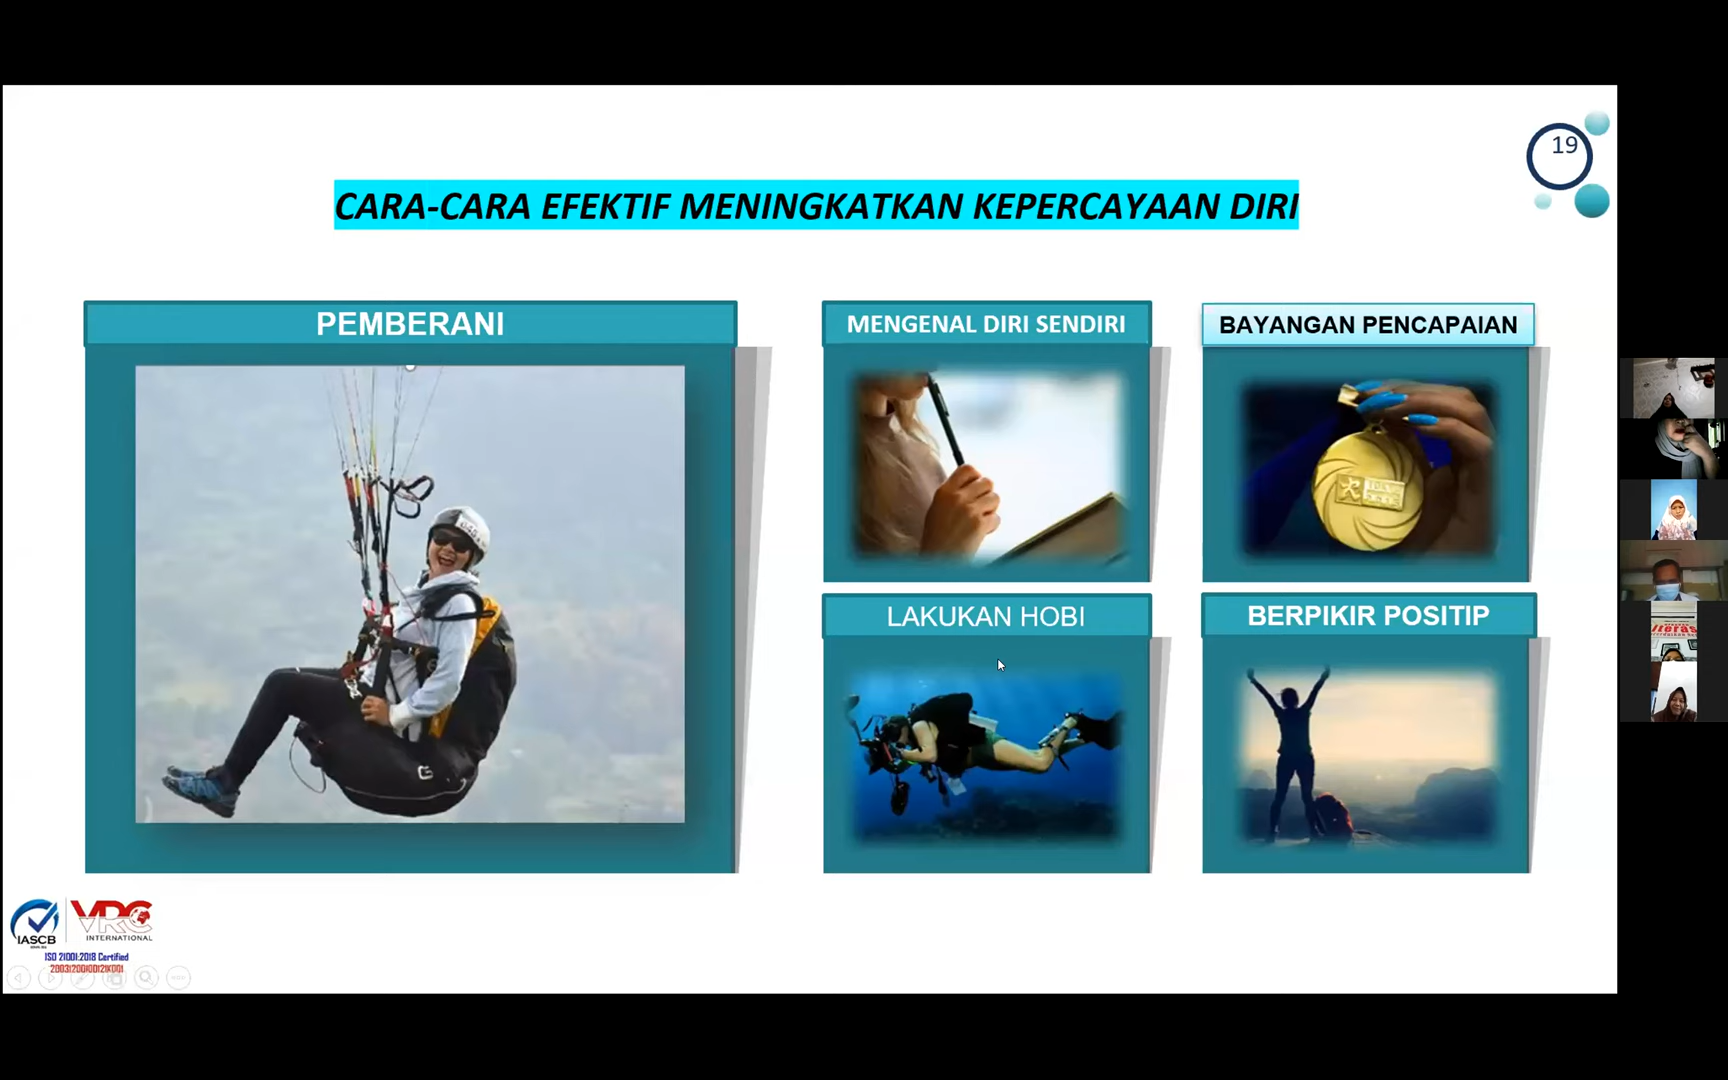 19
CARA-CARA EFEKTIF MENINGKATKAN KEPERCAYAAN DIRI
PEMBERANI
MENGENAL DIRI SENDIRI
BAYANGAN PENCAPAIAN
LAKUKAN HOBI
BERPIKIR POSITIP
IASCB
VRC
INTERNATIONAL
ISO 21001:2018 Certified